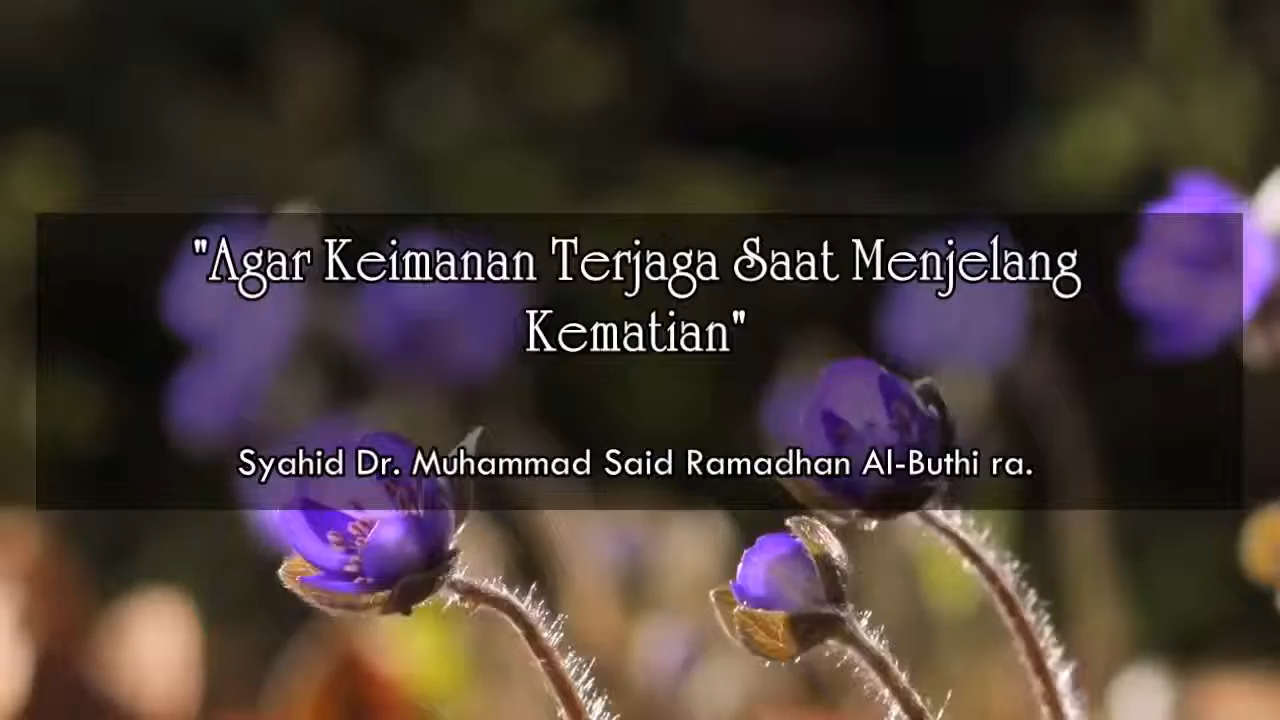 "Agar Keimanan Terjaga Saat Menjelang
Kematian"
Syahid Dr. Muhammad Said Ramadhan Al-Buthi ra.